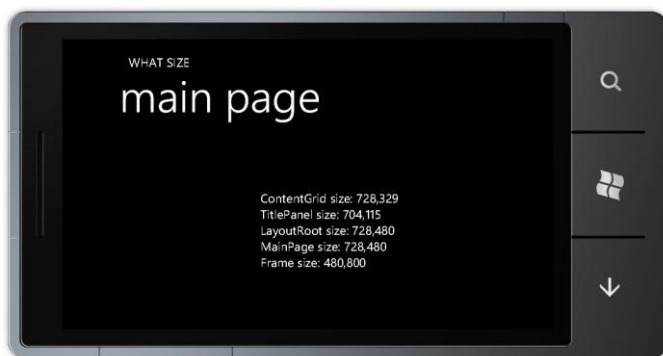 WHAT SIZE
main page
ContentGrid size: 728,329
TitlePanel size: 704,115
LayoutRoot size: 728,480
MainPage size: 728,480
Frame size: 480,800